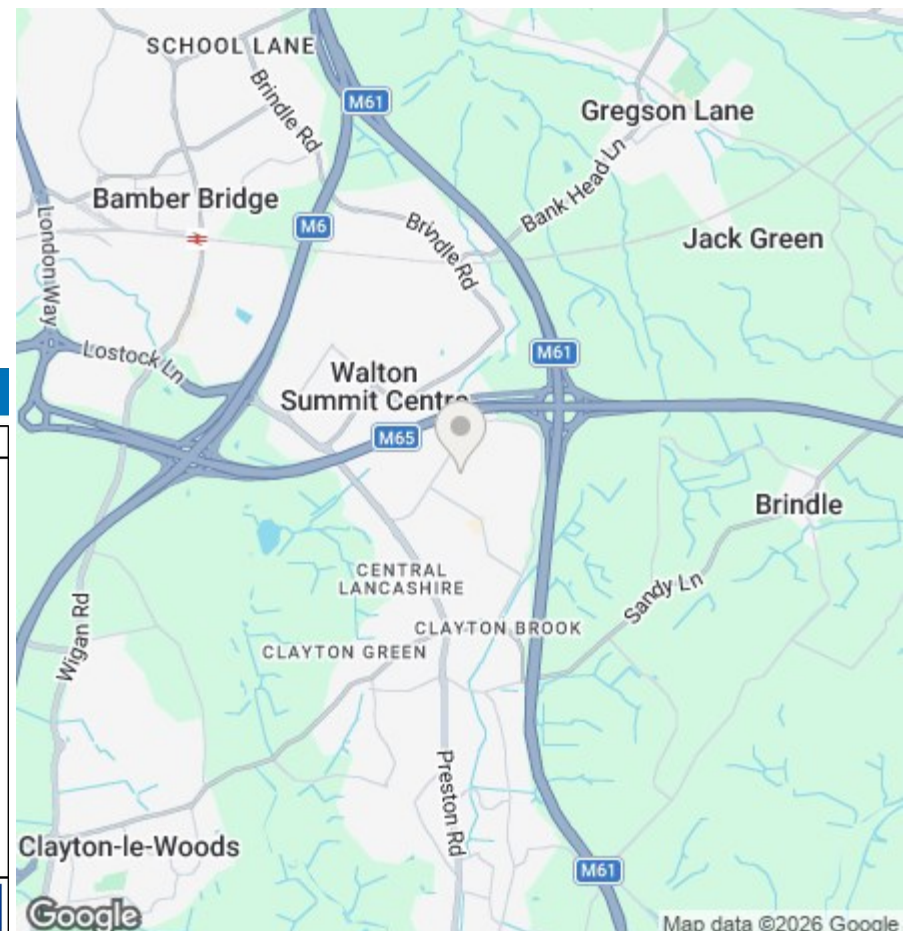 SCHOOL LANE
M61
Brindle Rd
Gregson Lane
Bank Head Ln
Bamber Bridge
M6
Brindle Rd
Jack Green
London Way
Lostock Ln
M61
Walton
Summit Centre
M65
Brindle
CENTRAL
LANCASHIRE
Sandy Ln
Wigan Rd
CLAYTON BROOK
CLAYTON GREEN
Preston Rd
Clayton-le-Woods
M61
Google
Map data ©2026 Google